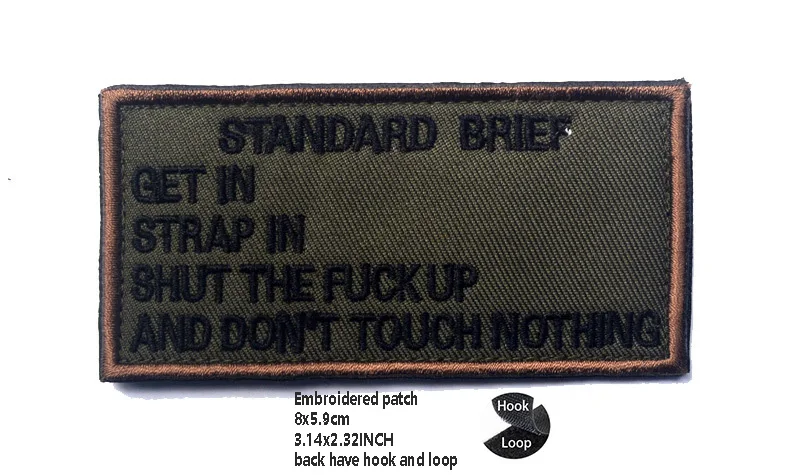 STANDARD BRIEF
GET IN
STRAP IN
SHUT THE FUCK UP
AND DON'T TOUCH NOTHING
Embroidered patch
8x5.9cm
3.14x2.32INCH
back have hook and loop
Hook
Loop